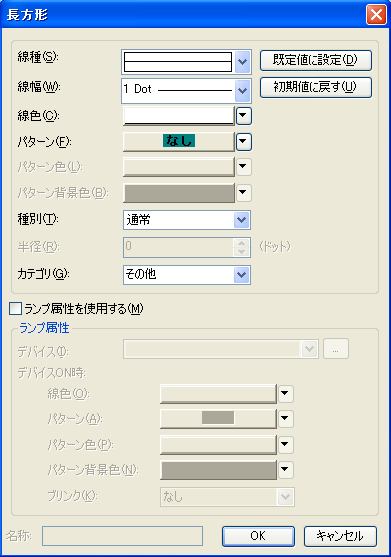 長方形
線種(S):
既定値に設定(D)
線幅(W):
1 Dot
初期値に戻す(U)
線色(C):
パターン(F):
なし
パターン色(L):
パターン背景色(B):
種別(T):
通常
半径(R):
0
(ドット)
カテゴリ(G):
その他
ランプ属性を使用する(M)
ランプ属性
デバイス(I):
...
デバイスON時:
線色(O):
パターン(A):
パターン色(P):
パターン背景色(N):
ブリンク(K):
なし
名称:
OK
キャンセル